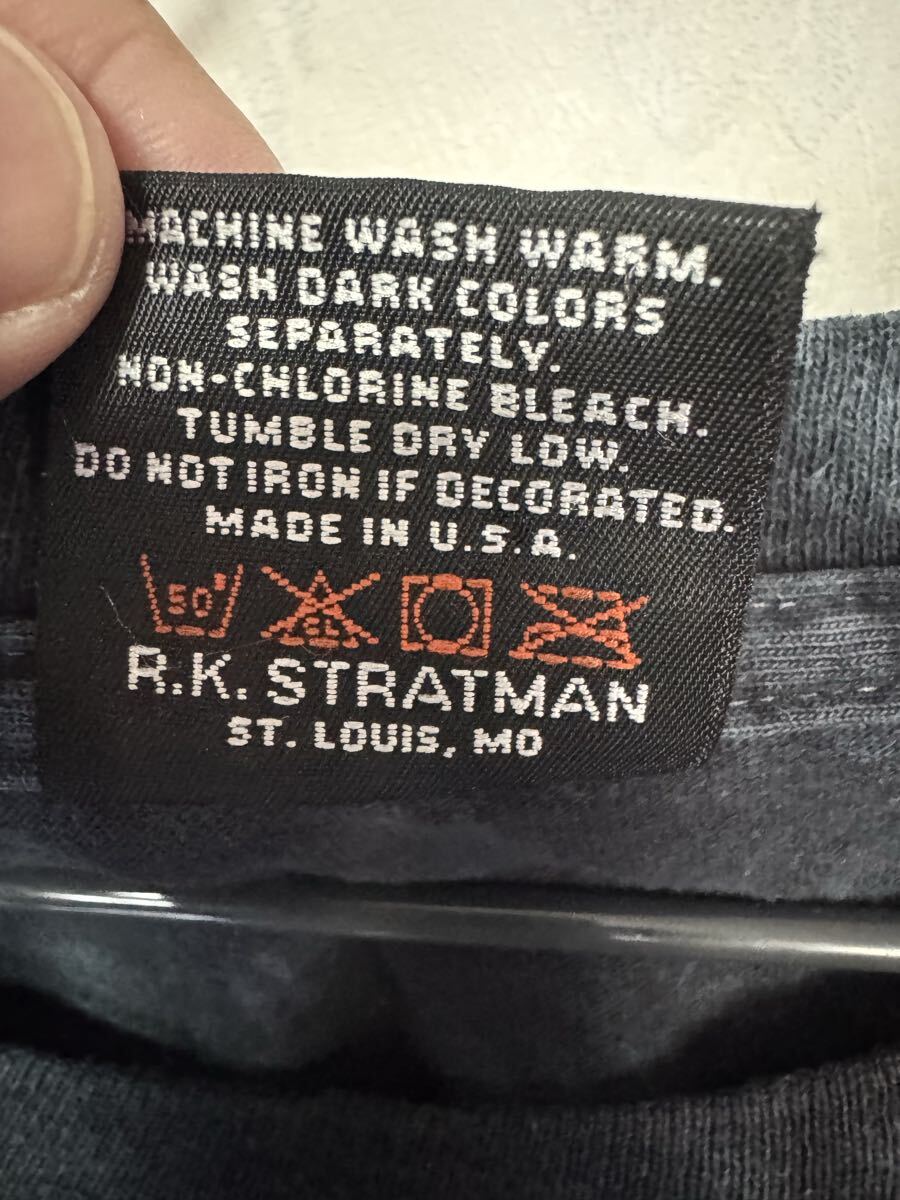 MACHINE WASH WARM.
WASH DARK COLORS
SEPARATELY.
NON-CHLORINE BLEACH.
TUMBLE DRY LOW.
DO NOT IRON IF DECORATED.
MADE IN U.S.A.
50° CL
R.K. STRATMAN
ST. LOUIS, MO